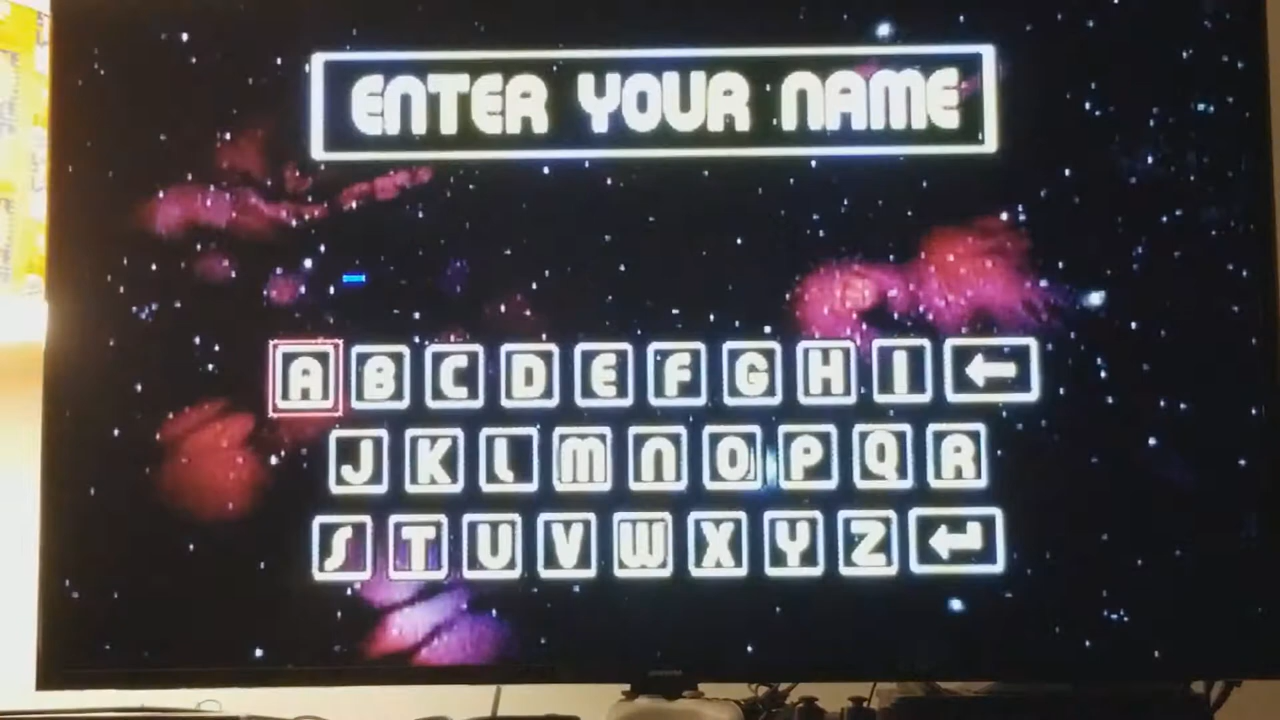 ENTER YOUR NAME
A B C D E F G H I ←
J K L M N O P Q R
S T U V W X Y Z ↵